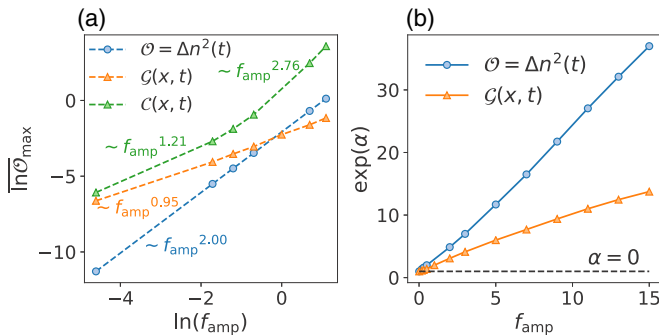 (a)
𝒪 = Δn²(t)
𝒢(x, t)
𝒞(x, t)
~ f_amp^2.76
~ f_amp^1.21
~ f_amp^0.95
~ f_amp^2.00
0
−5
−10
\overline{ln𝒪}_max
−4
−2
0
ln(f_amp)
(b)
𝒪 = Δn²(t)
𝒢(x, t)
α = 0
30
20
10
0
exp(α)
0
5
10
15
f_amp